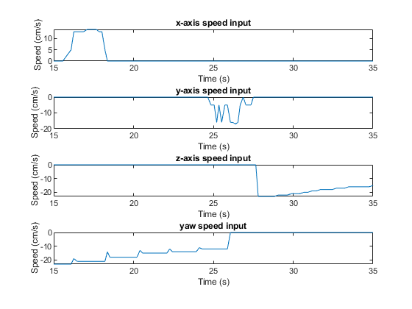 x-axis speed input
Speed (cm/s)
10
5
0
15
20
25
30
35
Time (s)
y-axis speed input
Speed (cm/s)
0
-10
-20
15
20
25
30
35
Time (s)
z-axis speed input
Speed (cm/s)
0
-10
-20
15
20
25
30
35
Time (s)
yaw speed input
Speed (cm/s)
0
-10
-20
15
20
25
30
35
Time (s)